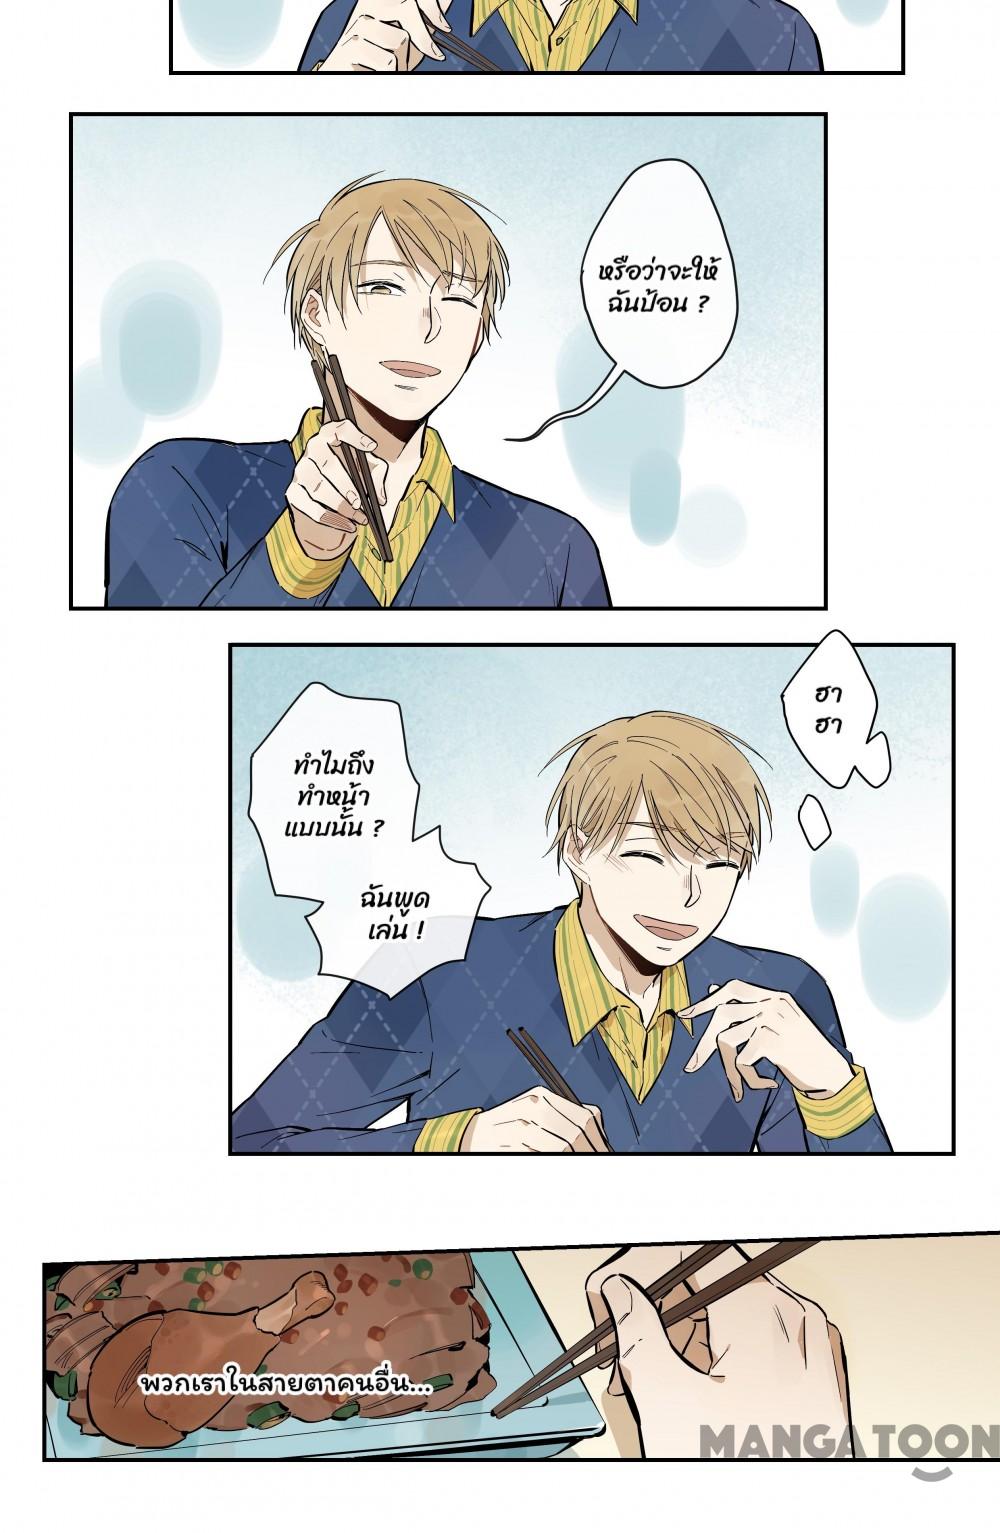 หรือว่าจะให้
ฉันป้อน ?
ฮา
ฮา
ทำไมถึง
ทำหน้า
แบบนั้น ?
ฉันพูด
เล่น !
พวกเราในสายตาคนอื่น...
MANGATOON